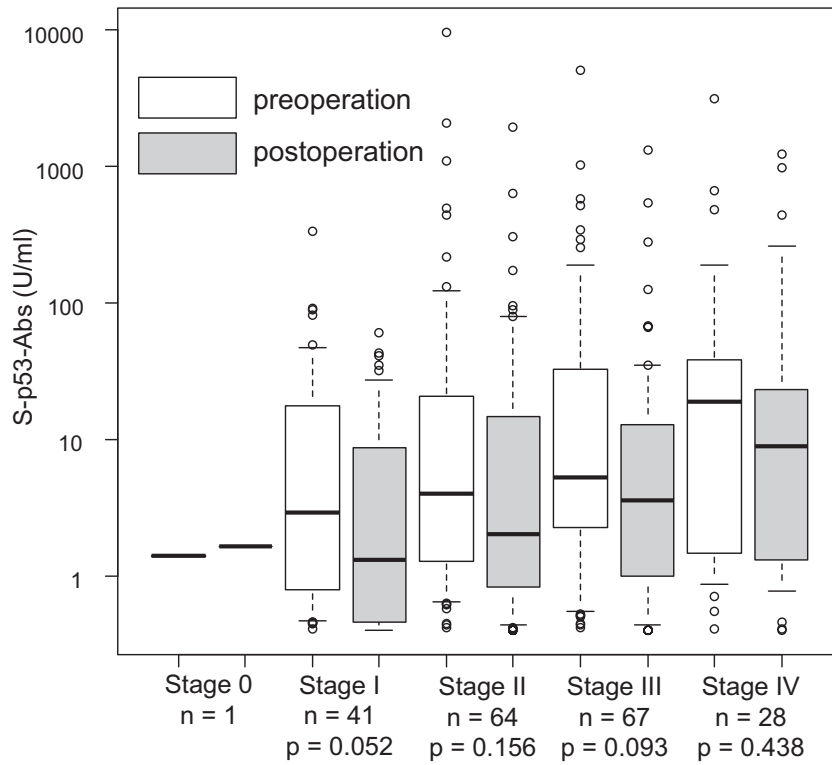 10000
preoperation
postoperation
1000
S-p53-Abs (U/ml)
100
10
1
Stage 0 Stage I Stage II Stage III Stage IV
n = 1 n = 41 n = 64 n = 67 n = 28
p = 0.052 p = 0.156 p = 0.093 p = 0.438